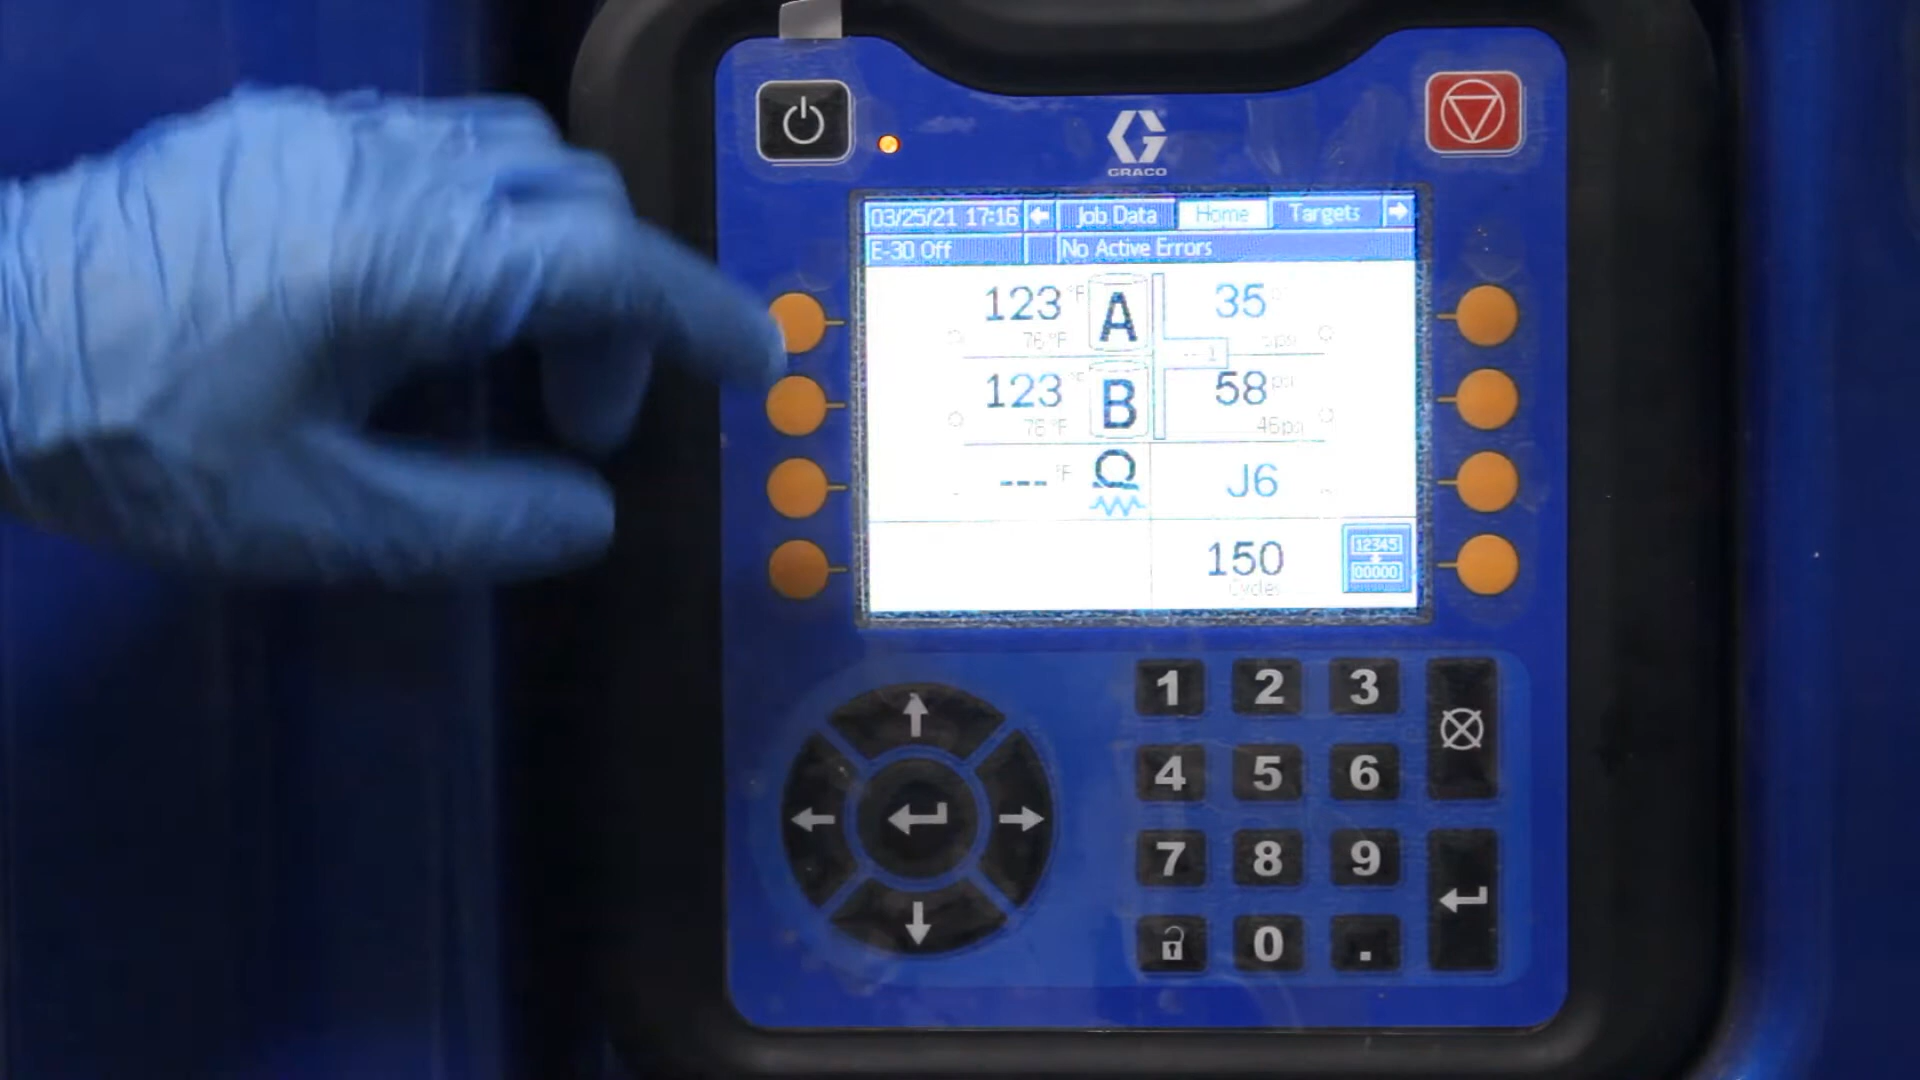 GRACO
03/25/21 17:16 Job Data Home Targets
E-30 Off No Active Errors
123 °F A 35
76 °F
123 °F B 58 psi
76 °F
--- °F J6
150
Cycles
12345
00000
1 2 3
4 5 6
7 8 9
0 .